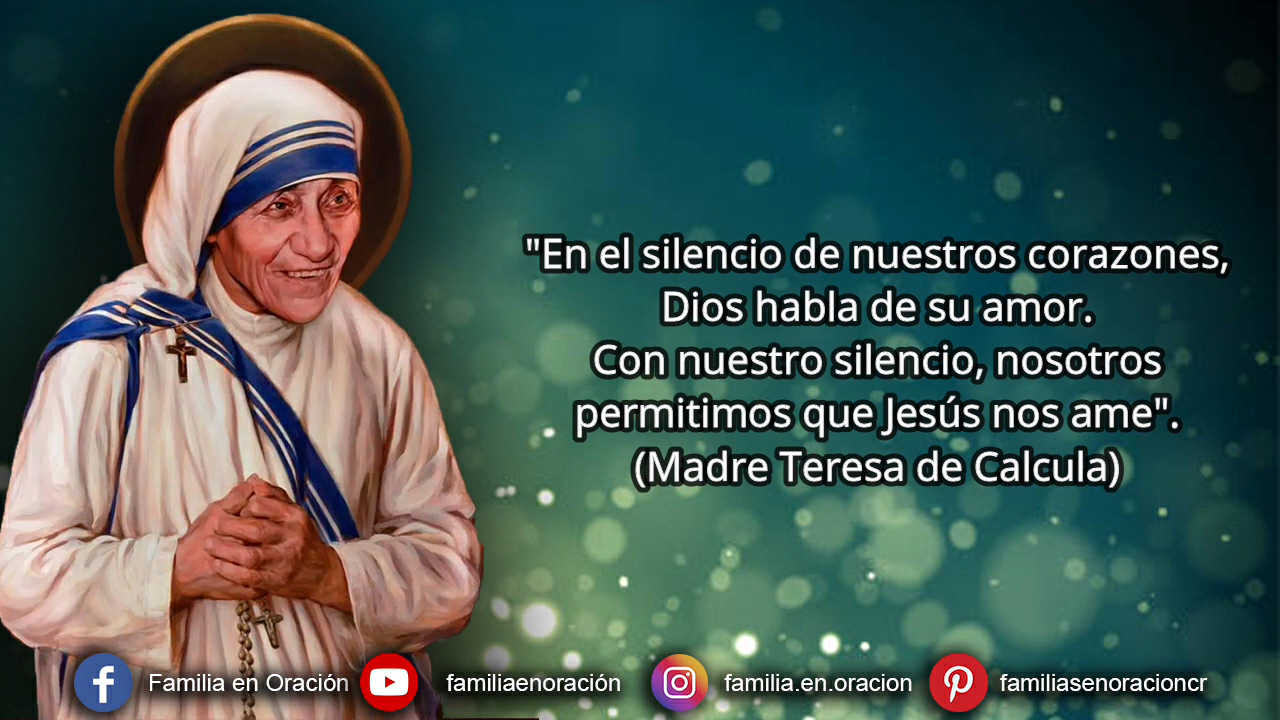 "En el silencio de nuestros corazones,
Dios habla de su amor.
Con nuestro silencio, nosotros
permitimos que Jesús nos ame".
(Madre Teresa de Calcula)
Familia en Oración
familiaenoración
familia.en.oracion
familiasenoracioncr